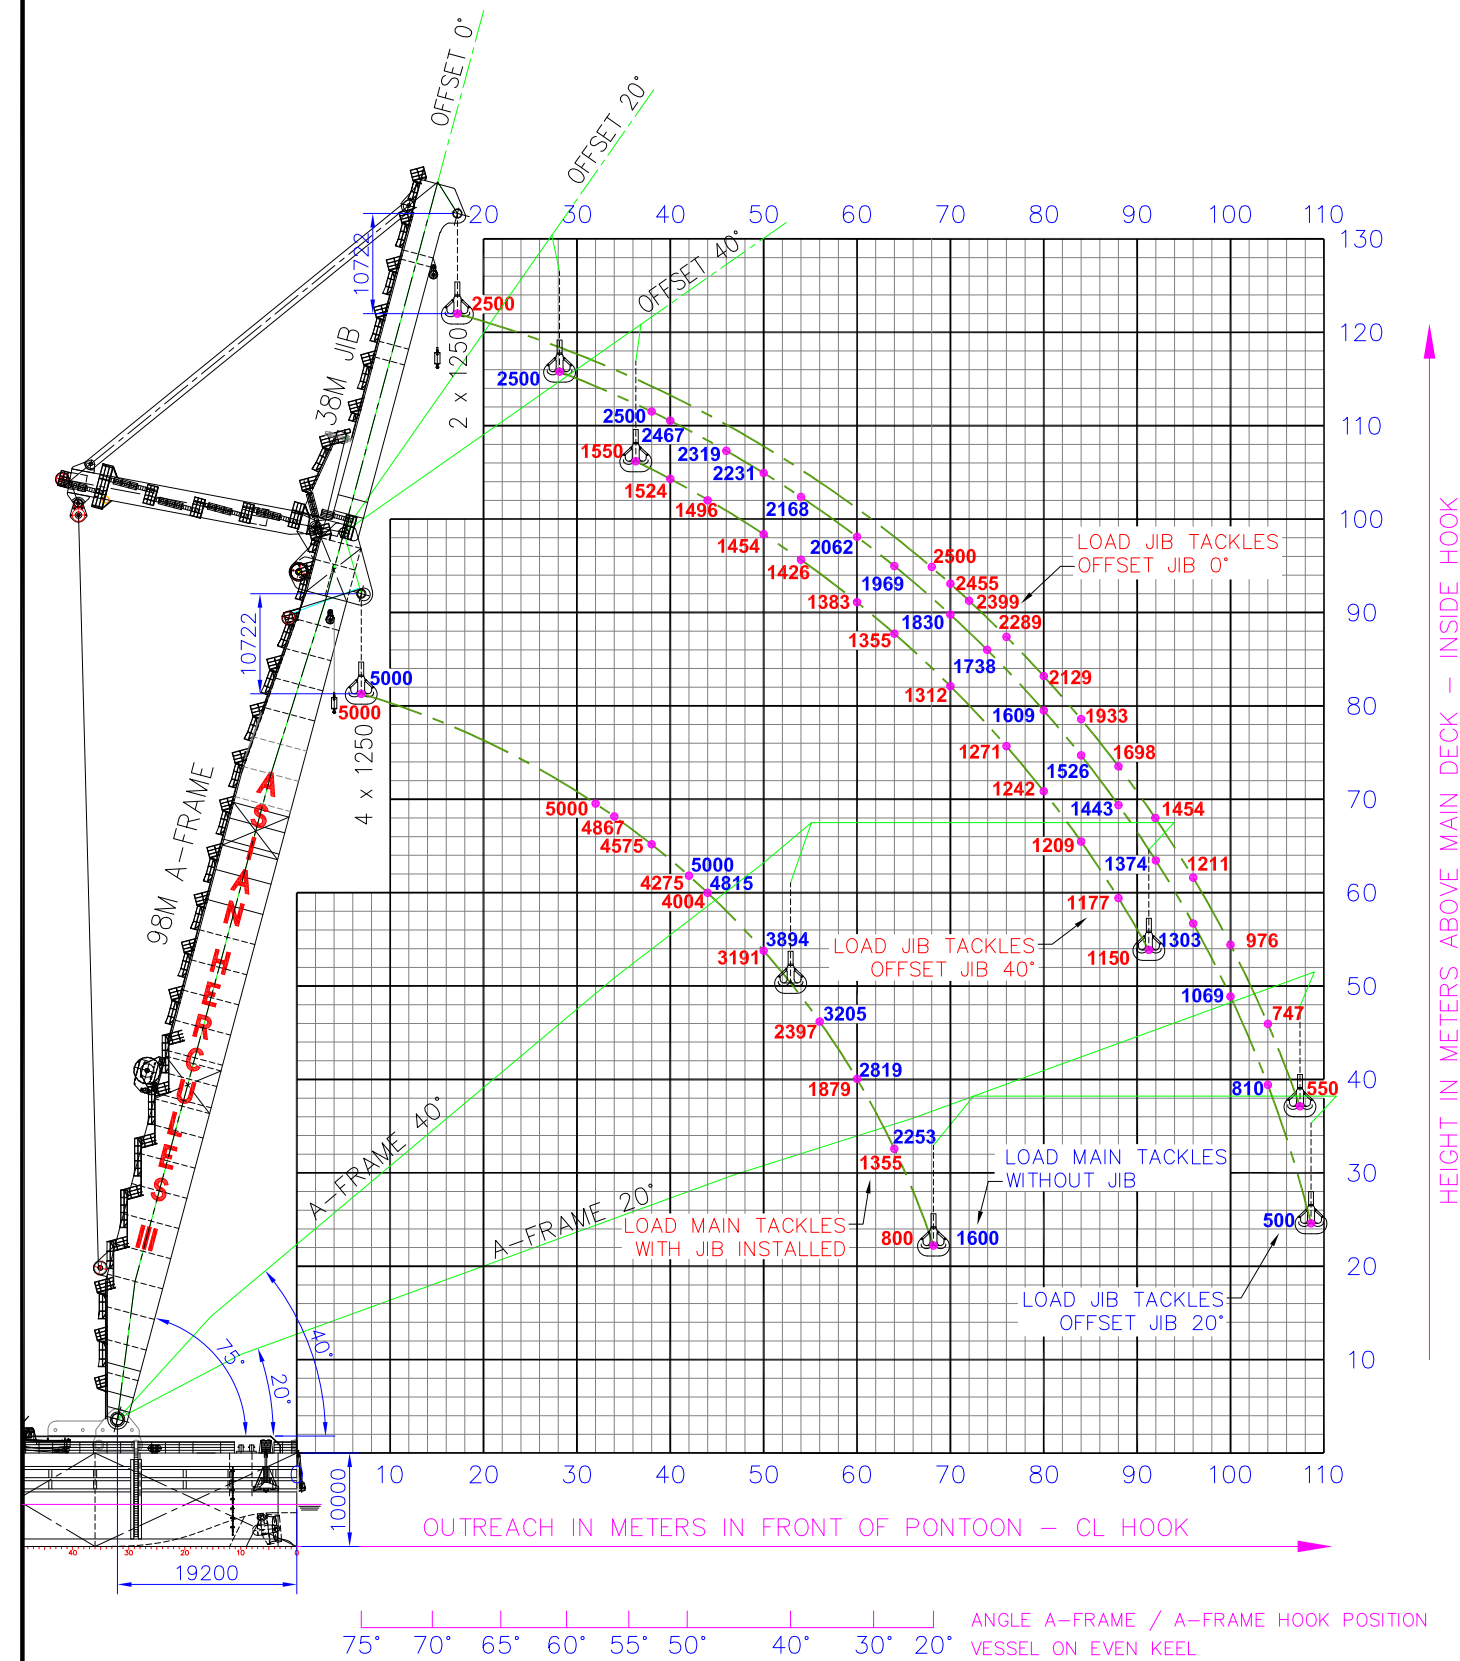 OFFSET 0°
OFFSET 20°
OFFSET 40°
20 30 40 50 60 70 80 90 100 110
130
120
110
100
90
80
70
60
50
40
30
20
10
10722
2500
2 x 1250
38M JIB
2500
2500
2467
2319
2231
2168
2062
1969
1830
1738
1609
1526
1443
1374
1303
1069
810
500
1550
1524
1496
1454
1426
1383
1355
1312
1271
1242
1209
1177
1150
2500
2455
2399
2289
2129
1933
1698
1454
1211
976
747
550
LOAD JIB TACKLES
OFFSET JIB 0°
10722
5000
5000
4 x 1250
98M A-FRAME
ASIAN HERCULES III
5000
4867
4575
4275
4004
3191
2397
1879
1355
800
5000
4815
3894
3205
2819
2253
1600
LOAD JIB TACKLES
OFFSET JIB 40°
LOAD MAIN TACKLES
WITHOUT JIB
LOAD MAIN TACKLES
WITH JIB INSTALLED
LOAD JIB TACKLES
OFFSET JIB 20°
A-FRAME 40°
A-FRAME 20°
75°
20°
40°
HEIGHT IN METERS ABOVE MAIN DECK - INSIDE HOOK
0 10 20 30 40 50 60 70 80 90 100 110
10000
OUTREACH IN METERS IN FRONT OF PONTOON - CL HOOK
40 30 20 10 0
19200
75° 70° 65° 60° 55° 50° 40° 30° 20°
ANGLE A-FRAME / A-FRAME HOOK POSITION
VESSEL ON EVEN KEEL